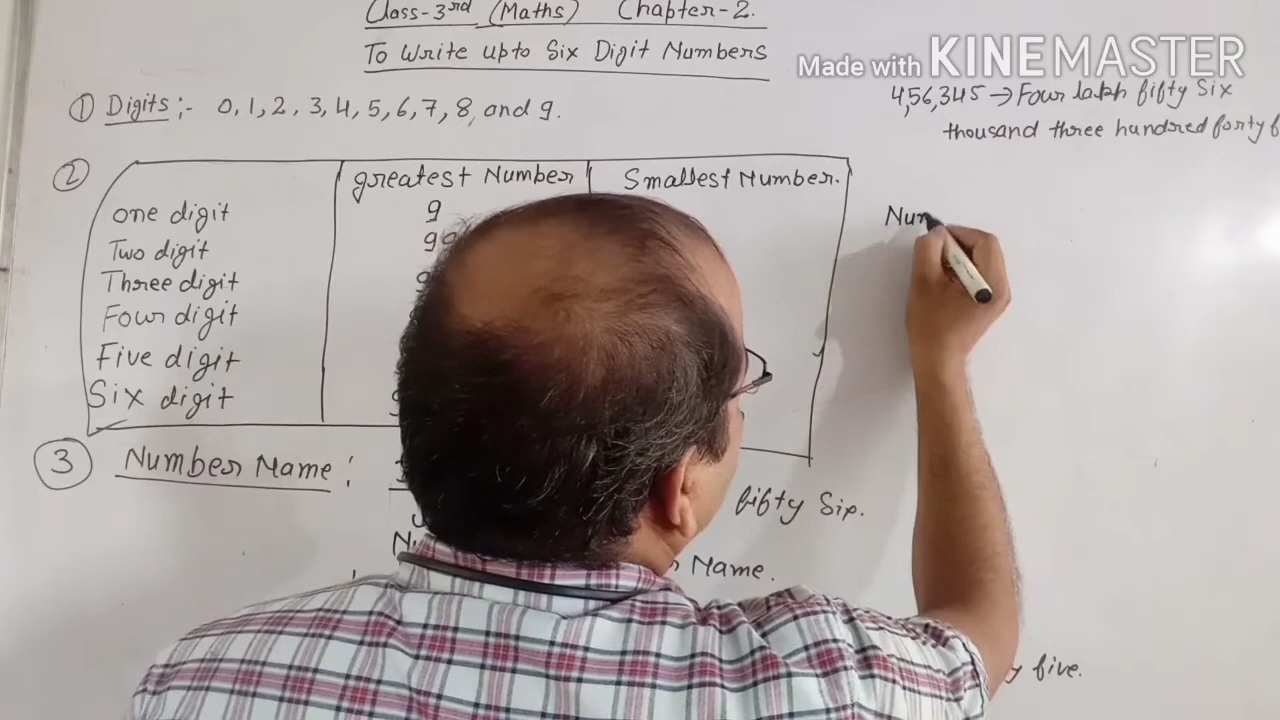 Class-3rd (Maths) Chapter-2.
To Write upto Six Digit Numbers
Made with KINEMASTER
4,56,345 → Four lakh fifty Six
thousand three hundred forty
① Digits :- 0, 1, 2, 3, 4, 5, 6, 7, 8, and 9.
② greatest Number Smallest Number.
one digit 9
Two digit 99
Three digit
Four digit
Five digit
Six digit
Num
③ Number Name :
fifty Six.
Name.
five.